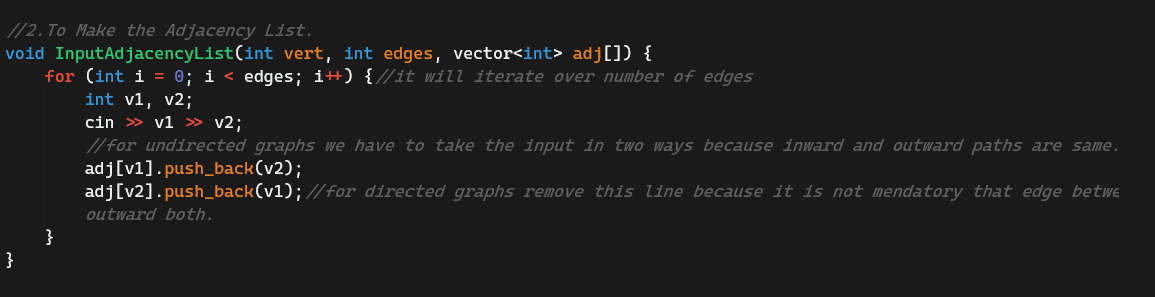 //2.To Make the Adjacency List.
void InputAdjacencyList(int vert, int edges, vector<int> adj[]) {
    for (int i = 0; i < edges; i++) {//it will iterate over number of edges
        int v1, v2;
        cin >> v1 >> v2;
        //for undirected graphs we have to take the input in two ways because inward and outward paths are same.
        adj[v1].push_back(v2);
        adj[v2].push_back(v1);//for directed graphs remove this line because it is not mendatory that edge betwe
        outward both.
    }
}